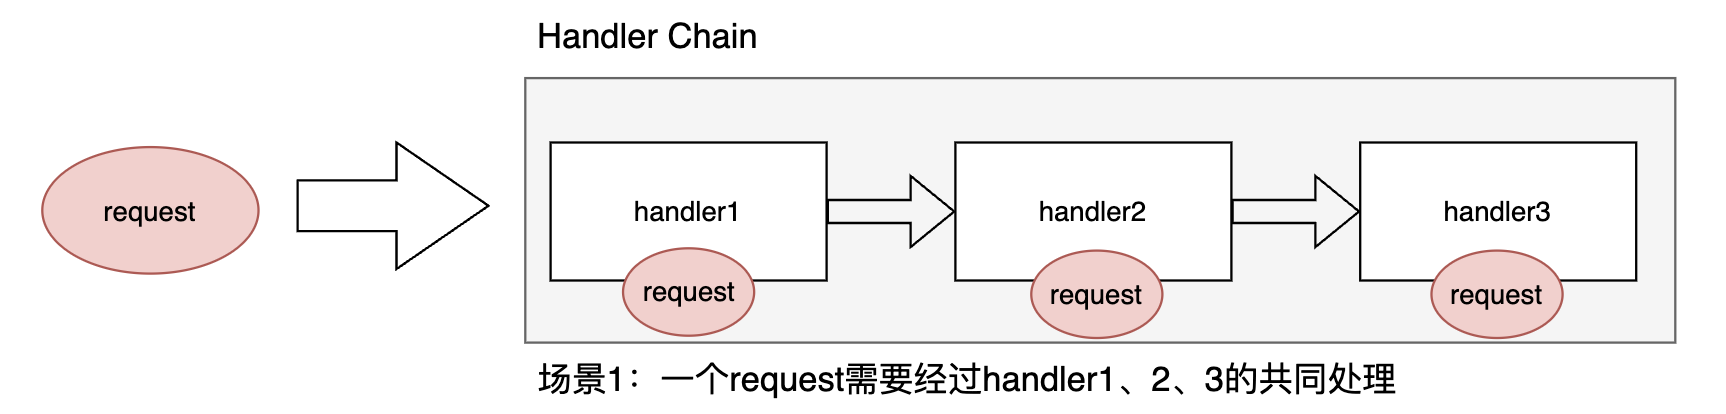 Handler Chain
request
handler1
handler2
handler3
request
request
request
场景1：一个request需要经过handler1、2、3的共同处理